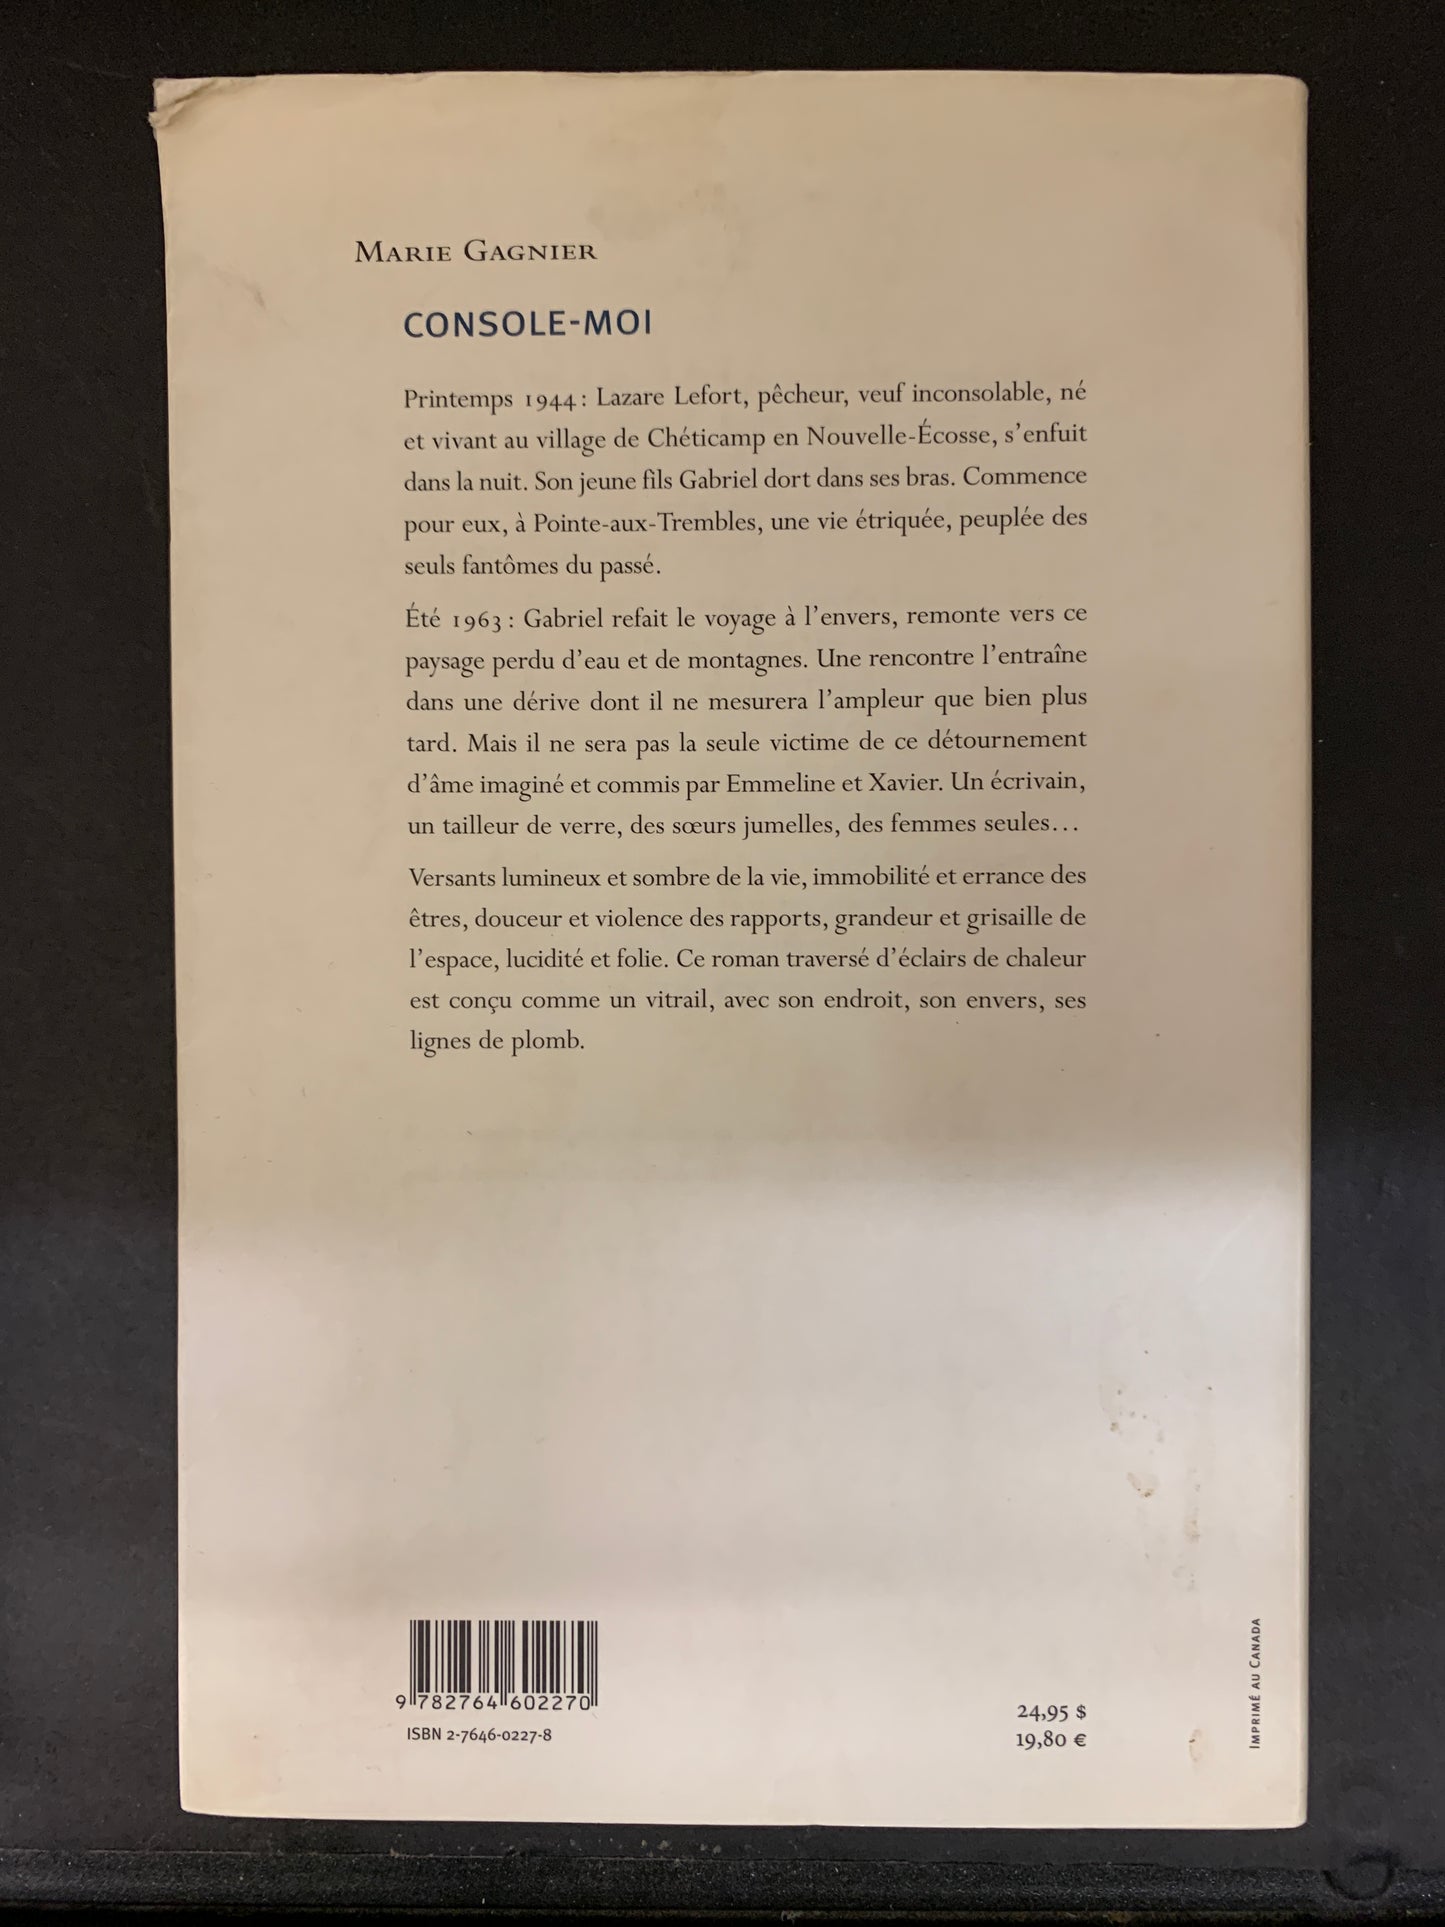 MARIE GAGNIER
CONSOLE-MOI
Printemps 1944 : Lazare Lefort, pêcheur, veuf inconsolable, né
et vivant au village de Chéticamp en Nouvelle-Écosse, s'enfuit
dans la nuit. Son jeune fils Gabriel dort dans ses bras. Commence
pour eux, à Pointe-aux-Trembles, une vie étriquée, peuplée des
seuls fantômes du passé.
Été 1963 : Gabriel refait le voyage à l'envers, remonte vers ce
paysage perdu d'eau et de montagnes. Une rencontre l'entraîne
dans une dérive dont il ne mesurera l'ampleur que bien plus
tard. Mais il ne sera pas la seule victime de ce détournement
d'âme imaginé et commis par Emmeline et Xavier. Un écrivain,
un tailleur de verre, des sœurs jumelles, des femmes seules…
Versants lumineux et sombre de la vie, immobilité et errance des
êtres, douceur et violence des rapports, grandeur et grisaille de
l'espace, lucidité et folie. Ce roman traversé d'éclairs de chaleur
est conçu comme un vitrail, avec son endroit, son envers, ses
lignes de plomb.
9 782764 602270
ISBN 2-7646-0227-8
24,95 $
19,80 €
IMPRIMÉ AU CANADA